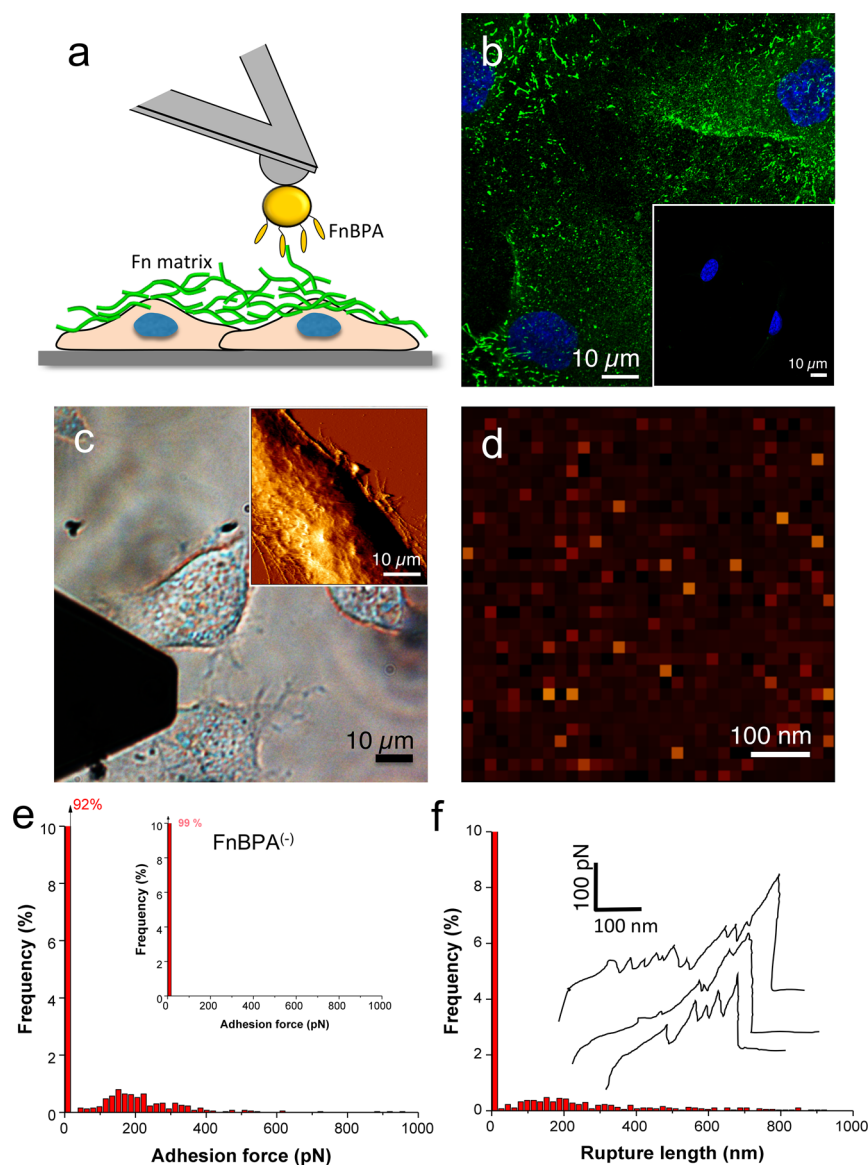 a
FnBPA
Fn matrix
b
10 µm
10 µm
c
10 µm
10 µm
d
100 nm
e
92%
10
8
6
4
2
0
Frequency (%)
0 200 400 600 800 1000
Adhesion force (pN)
99 %
FnBPA(-)
10
8
6
4
2
0
Frequency (%)
0 200 400 600 800 1000
Adhesion force (pN)
f
10
8
6
4
2
0
Frequency (%)
100 pN
100 nm
0 200 400 600 800 1000
Rupture length (nm)